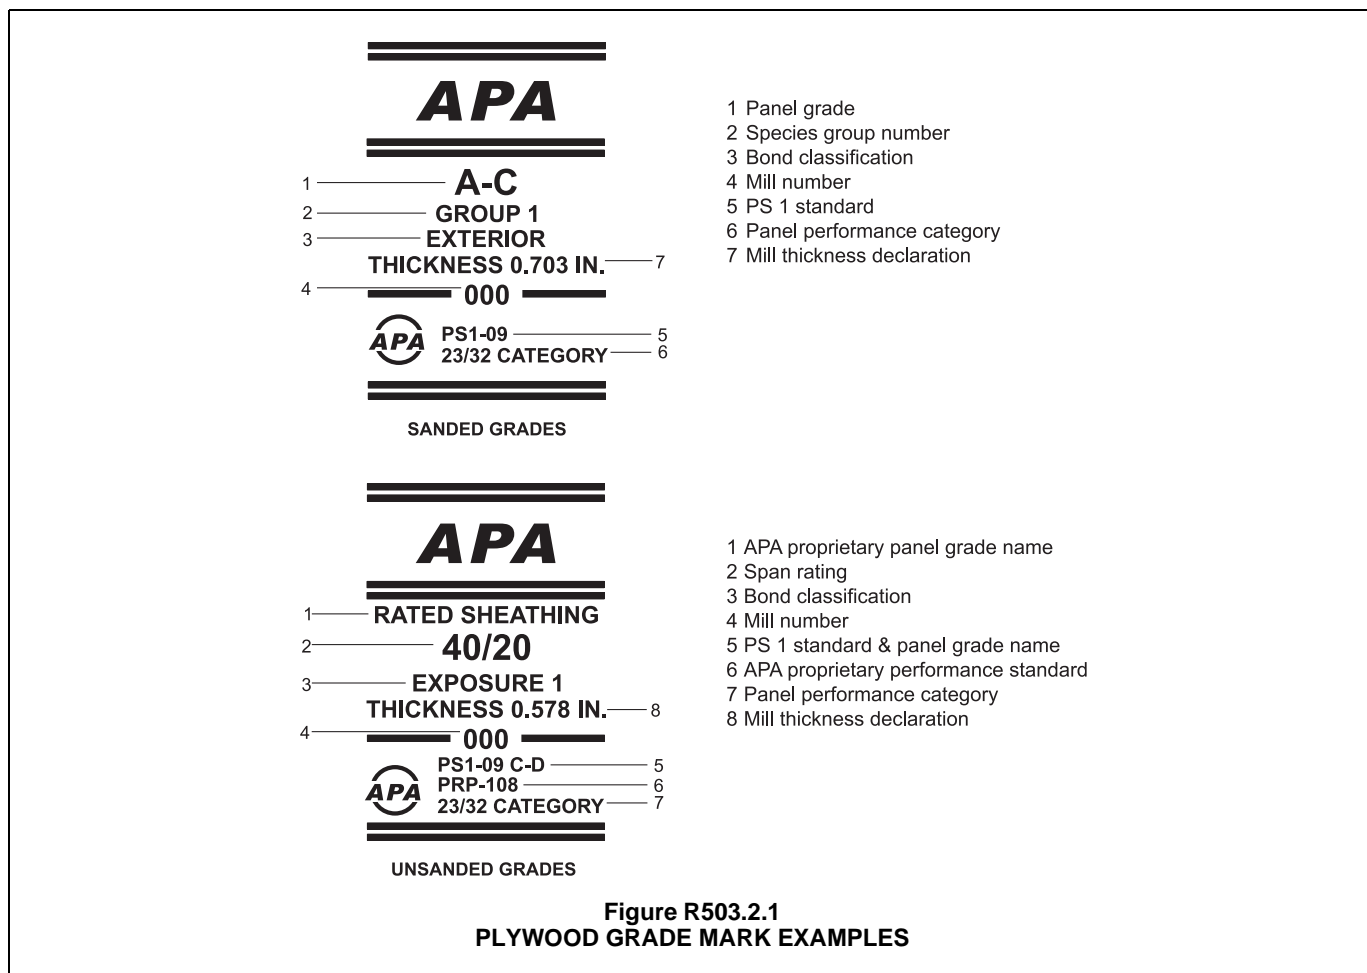 APA
1 Panel grade
2 Species group number
3 Bond classification
4 Mill number
5 PS 1 standard
6 Panel performance category
7 Mill thickness declaration
1 A-C
2 GROUP 1
3 EXTERIOR
THICKNESS 0.703 IN. 7
4 000
APA
PS1-09 5
23/32 CATEGORY 6
SANDED GRADES
APA
1 APA proprietary panel grade name
2 Span rating
3 Bond classification
4 Mill number
5 PS 1 standard & panel grade name
6 APA proprietary performance standard
7 Panel performance category
8 Mill thickness declaration
1 RATED SHEATHING
2 40/20
3 EXPOSURE 1
THICKNESS 0.578 IN. 8
4 000
APA
PS1-09 C-D 5
PRP-108 6
23/32 CATEGORY 7
UNSANDED GRADES
Figure R503.2.1
PLYWOOD GRADE MARK EXAMPLES